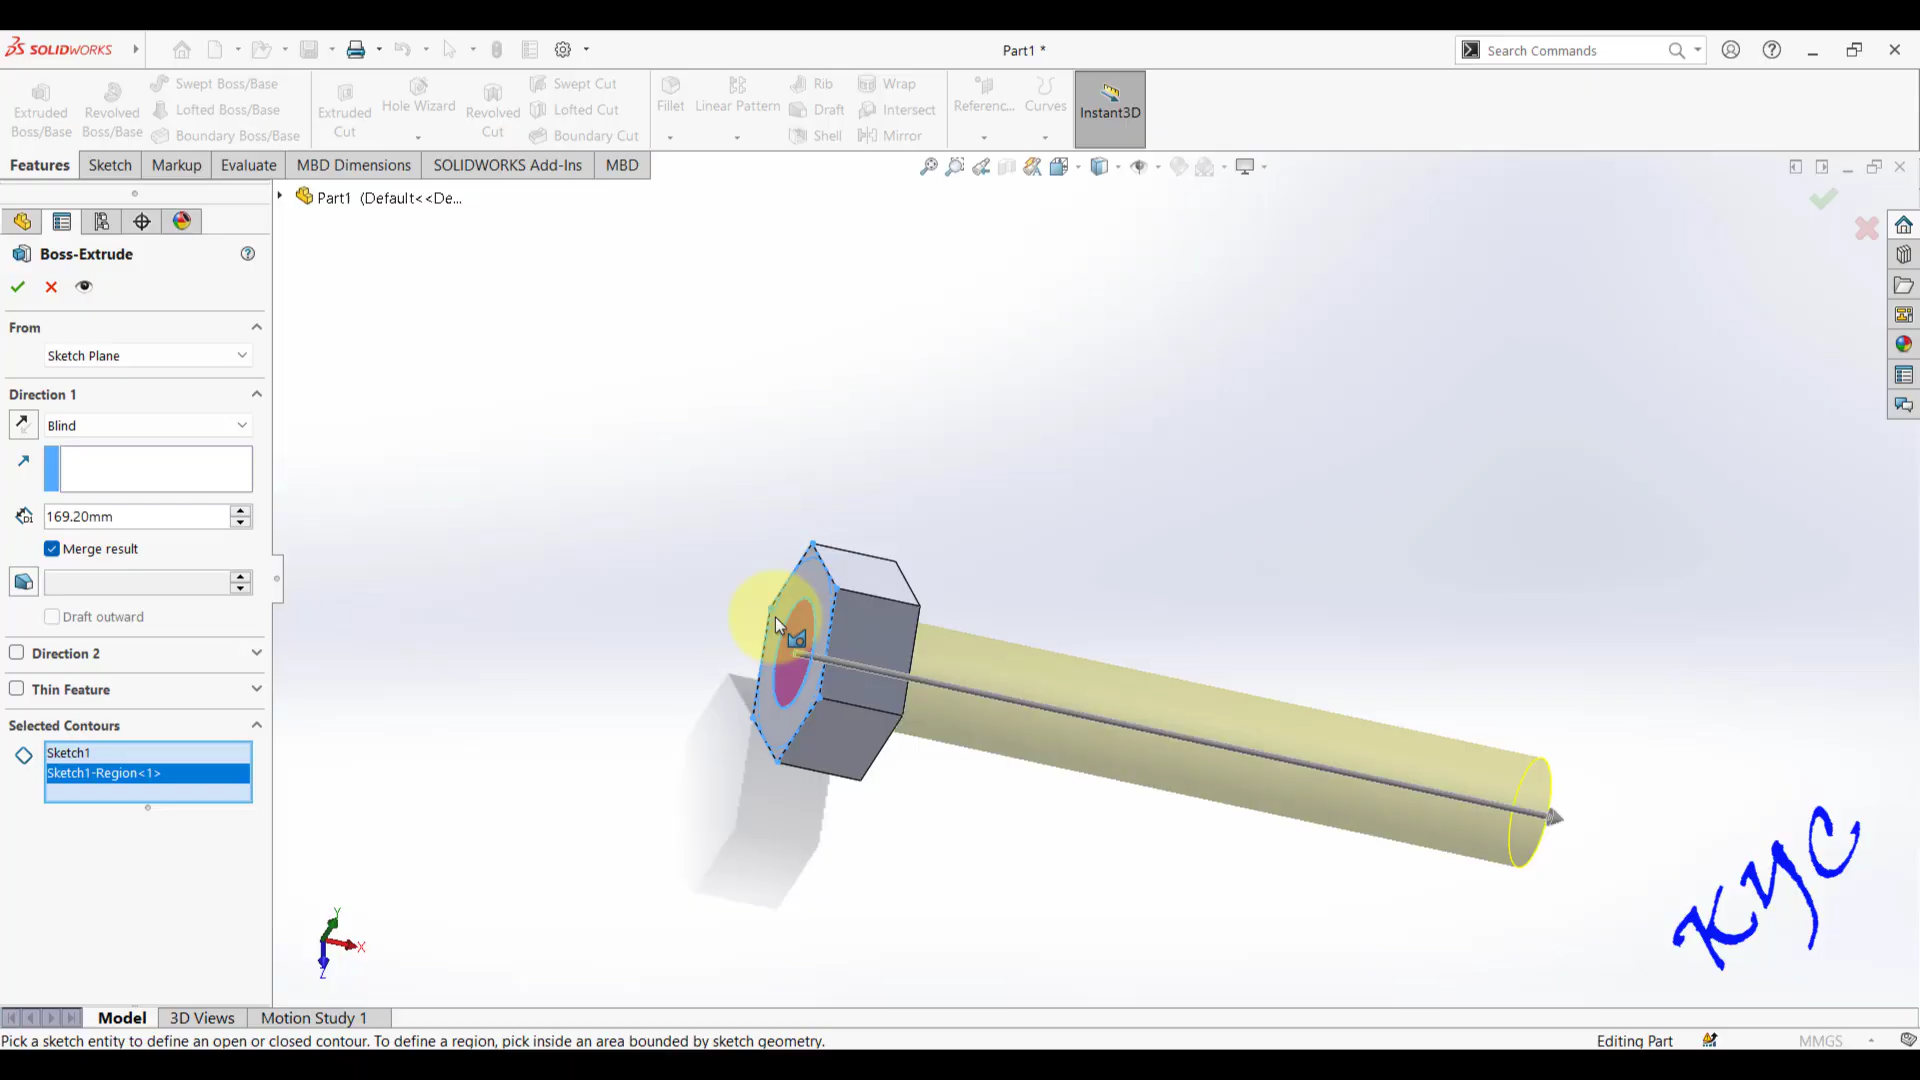 SOLIDWORKS
Part1 *
Search Commands
Extruded Boss/Base
Revolved Boss/Base
Swept Boss/Base
Lofted Boss/Base
Boundary Boss/Base
Extruded Cut
Hole Wizard
Revolved Cut
Swept Cut
Lofted Cut
Boundary Cut
Fillet
Linear Pattern
Rib
Draft
Shell
Wrap
Intersect
Mirror
Referenc...
Curves
Instant3D
Features
Sketch
Markup
Evaluate
MBD Dimensions
SOLIDWORKS Add-Ins
MBD
Part1 (Default<<De...
Boss-Extrude
From
Sketch Plane
Direction 1
Blind
D1
169.20mm
Merge result
Draft outward
Direction 2
Thin Feature
Selected Contours
Sketch1
Sketch1-Region<1>
Y
X
Z
KYC
Model
3D Views
Motion Study 1
Pick a sketch entity to define an open or closed contour. To define a region, pick inside an area bounded by sketch geometry.
Editing Part
MMGS